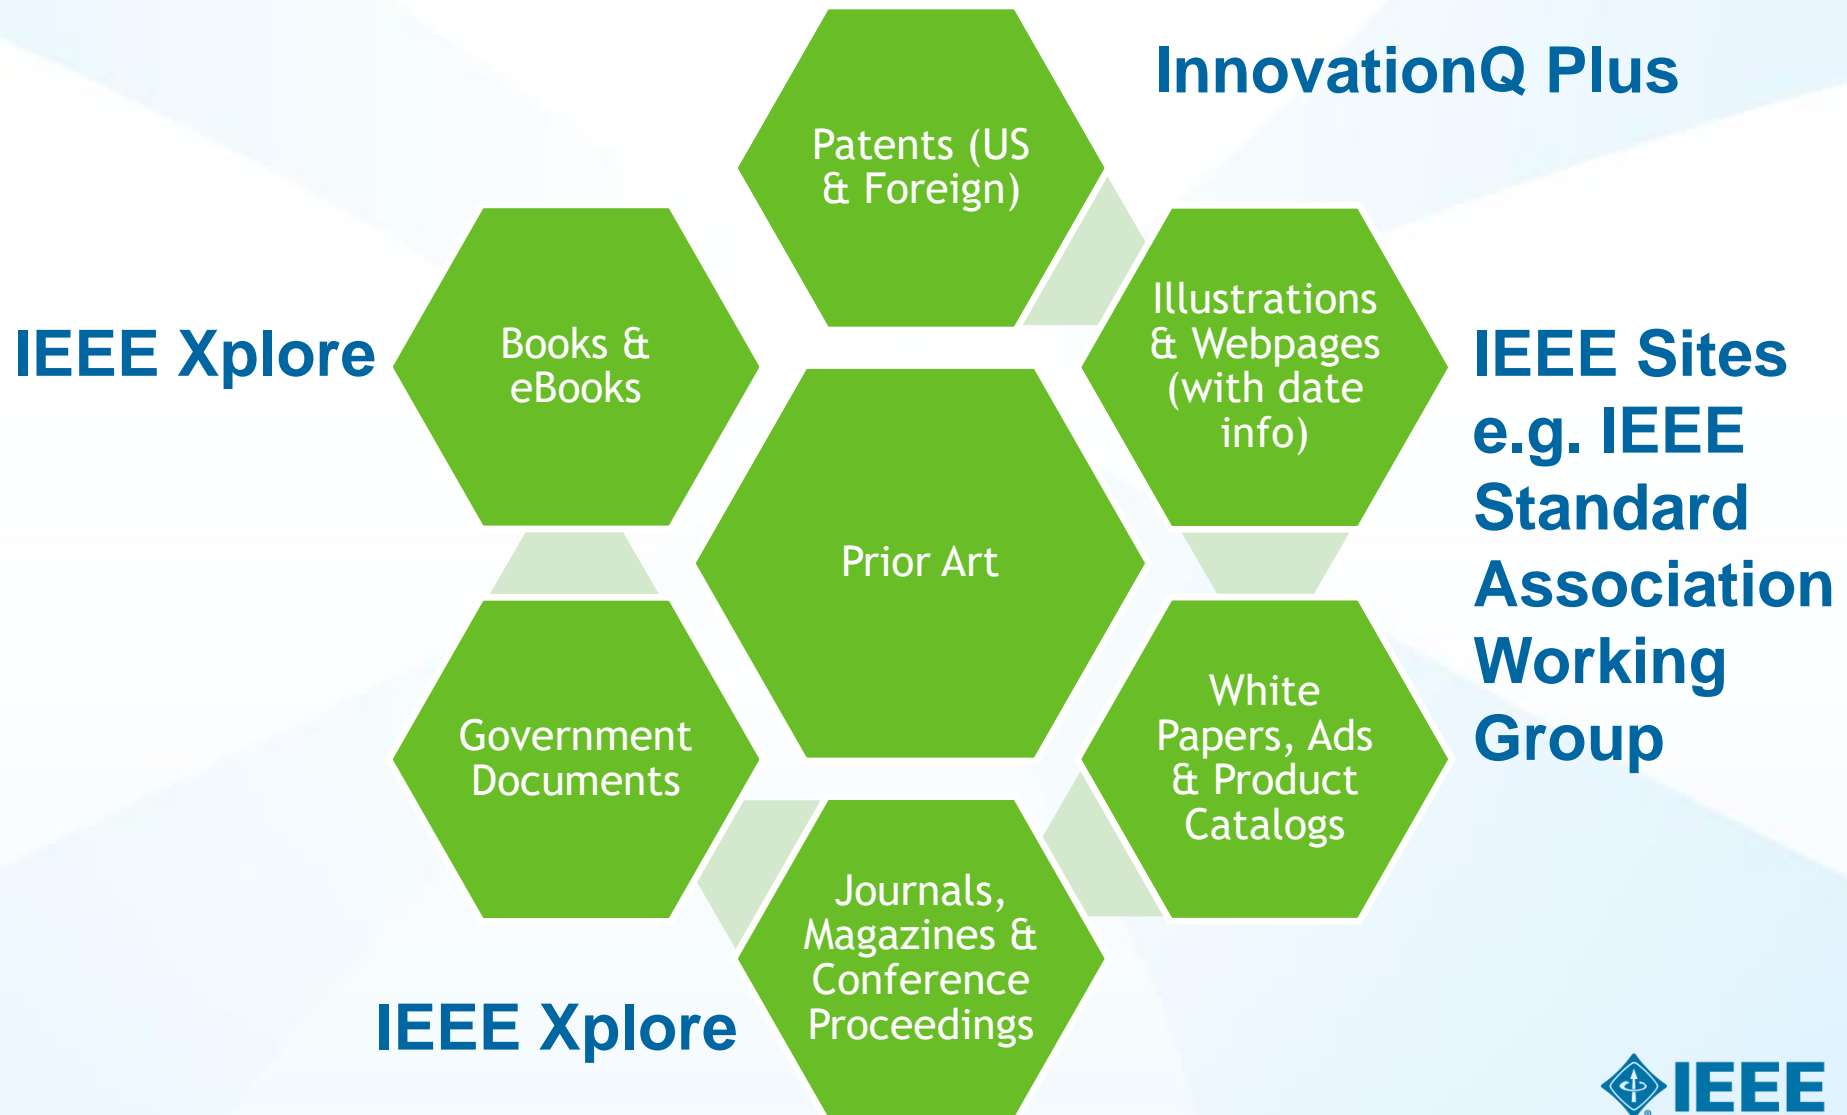 InnovationQ Plus
Patents (US
& Foreign)
IEEE Xplore
Books &
eBooks
Illustrations
& Webpages
(with date
info)
IEEE Sites
e.g. IEEE
Standard
Association
Working
Group
Prior Art
Government
Documents
White
Papers, Ads
& Product
Catalogs
Journals,
Magazines &
Conference
Proceedings
IEEE Xplore
IEEE